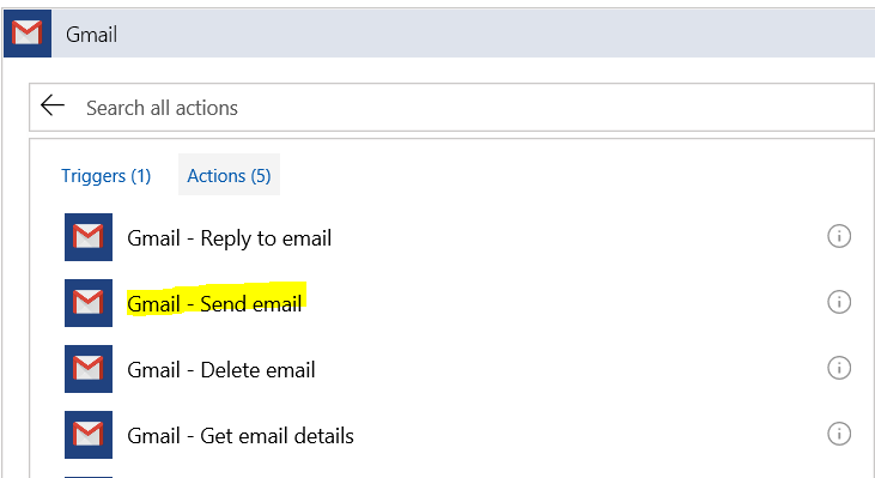 Gmail
Search all actions
Triggers (1) Actions (5)
Gmail - Reply to email
Gmail - Send email
Gmail - Delete email
Gmail - Get email details